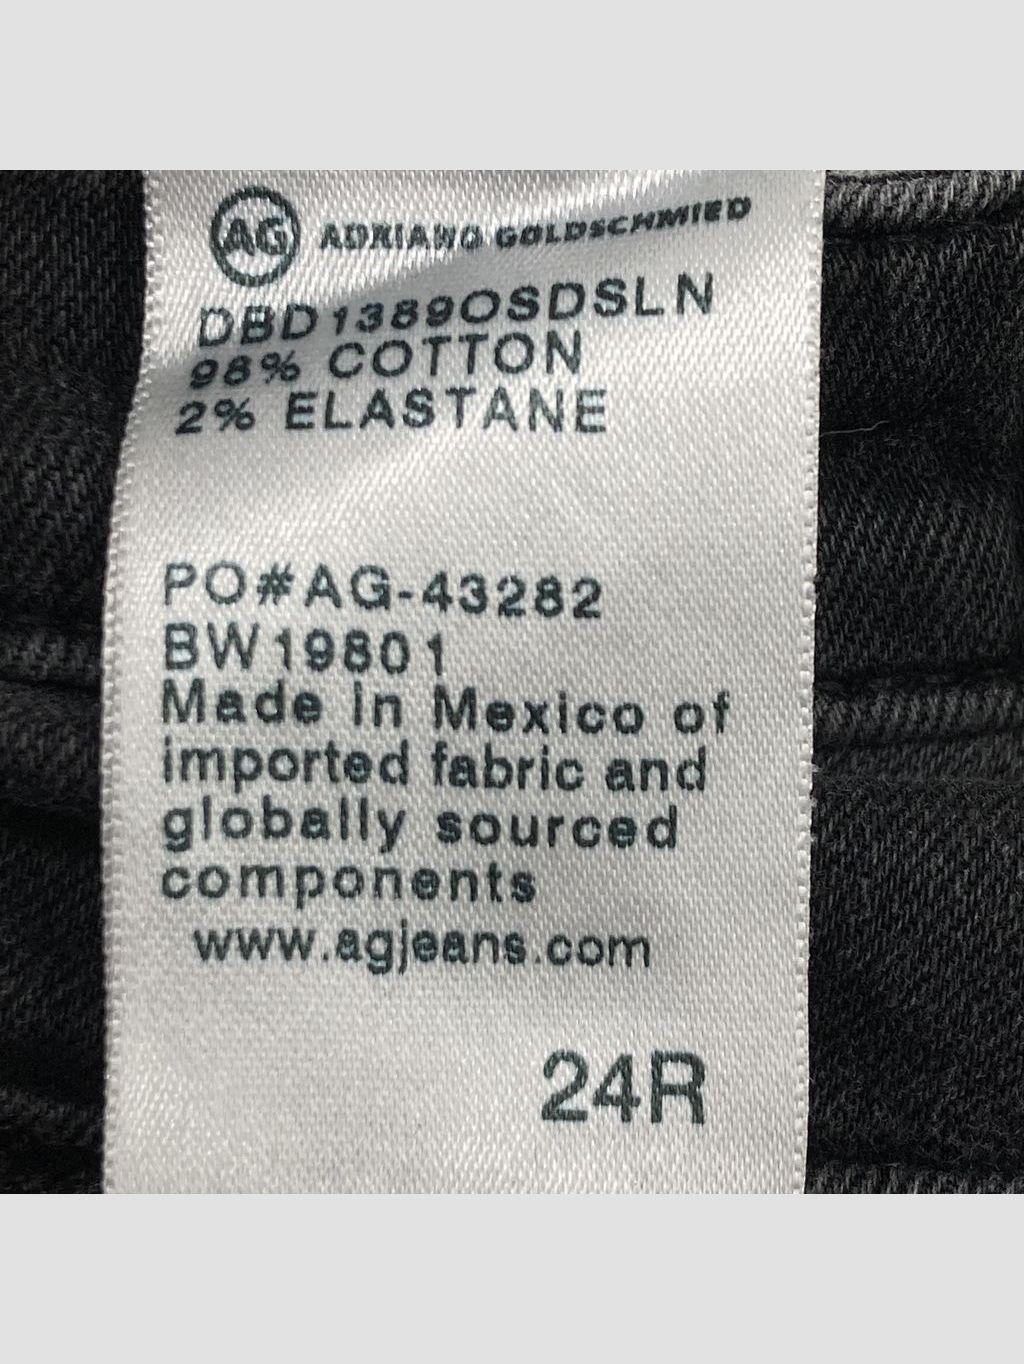 AG ADRIANO GOLDSCHMIED
DBD1389OSDSLN
98% COTTON
2% ELASTANE
PO#AG-43282
BW19801
Made in Mexico of
imported fabric and
globally sourced
components
www.agjeans.com
24R